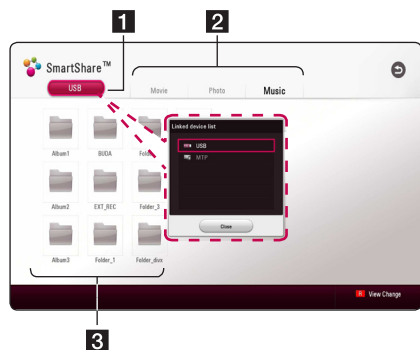 1
2
SmartShare™
USB
Movie
Photo
Music
Linked device list
USB
MTP
Close
Album1
BUDA
Album2
EXT_REC
Folder_3
Album3
Folder_1
Folder_divx
R View Change
3